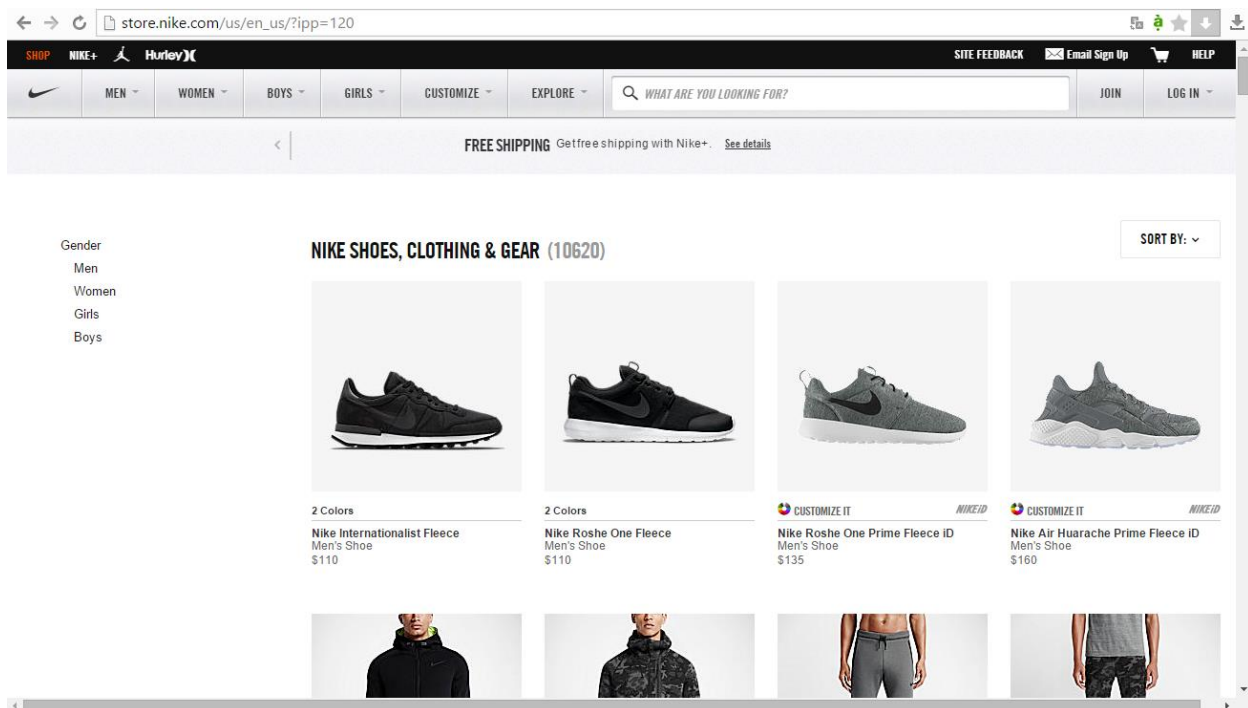 store.nike.com/us/en_us/?ipp=120
SHOP NIKE+ Hurley SITE FEEDBACK Email Sign Up HELP
MEN WOMEN BOYS GIRLS CUSTOMIZE EXPLORE WHAT ARE YOU LOOKING FOR? JOIN LOG IN
FREE SHIPPING Get free shipping with Nike+. See details
SORT BY:
Gender
Men
Women
Girls
Boys
NIKE SHOES, CLOTHING & GEAR (10620)
2 Colors
Nike Internationalist Fleece
Men's Shoe
$110
2 Colors
Nike Roshe One Fleece
Men's Shoe
$110
CUSTOMIZE IT NIKEiD
Nike Roshe One Prime Fleece iD
Men's Shoe
$135
CUSTOMIZE IT NIKEiD
Nike Air Huarache Prime Fleece iD
Men's Shoe
$160